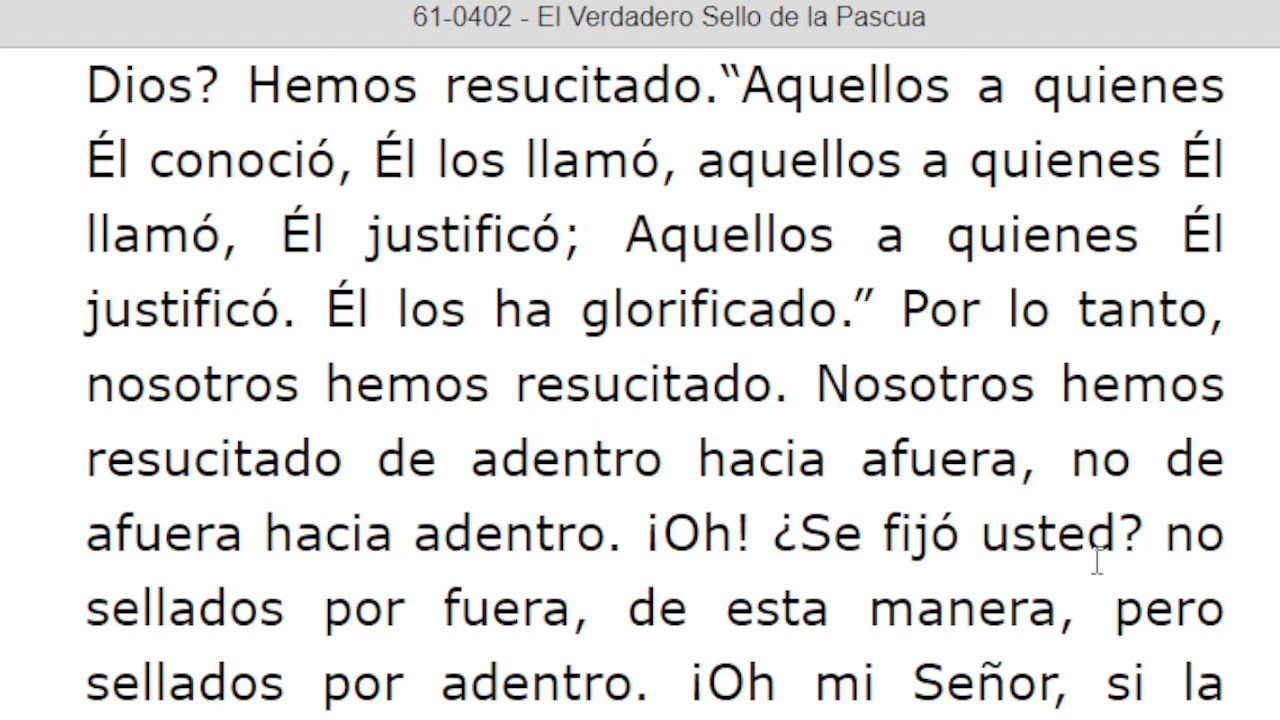 61-0402 - El Verdadero Sello de la Pascua
Dios? Hemos resucitado.“Aquellos a quienes
Él conoció, Él los llamó, aquellos a quienes Él
llamó, Él justificó; Aquellos a quienes Él
justificó. Él los ha glorificado.” Por lo tanto,
nosotros hemos resucitado. Nosotros hemos
resucitado de adentro hacia afuera, no de
afuera hacia adentro. ¡Oh! ¿Se fijó usted? no
sellados por fuera, de esta manera, pero
sellados por adentro. ¡Oh mi Señor, si la